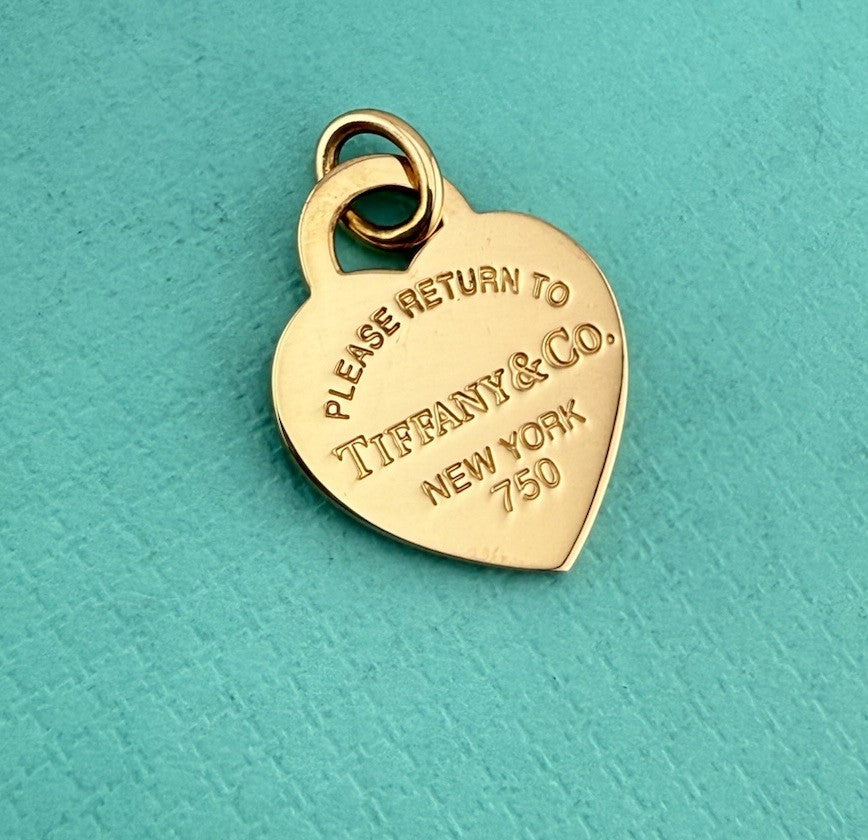 PLEASE RETURN TO
TIFFANY & CO.
NEW YORK
750